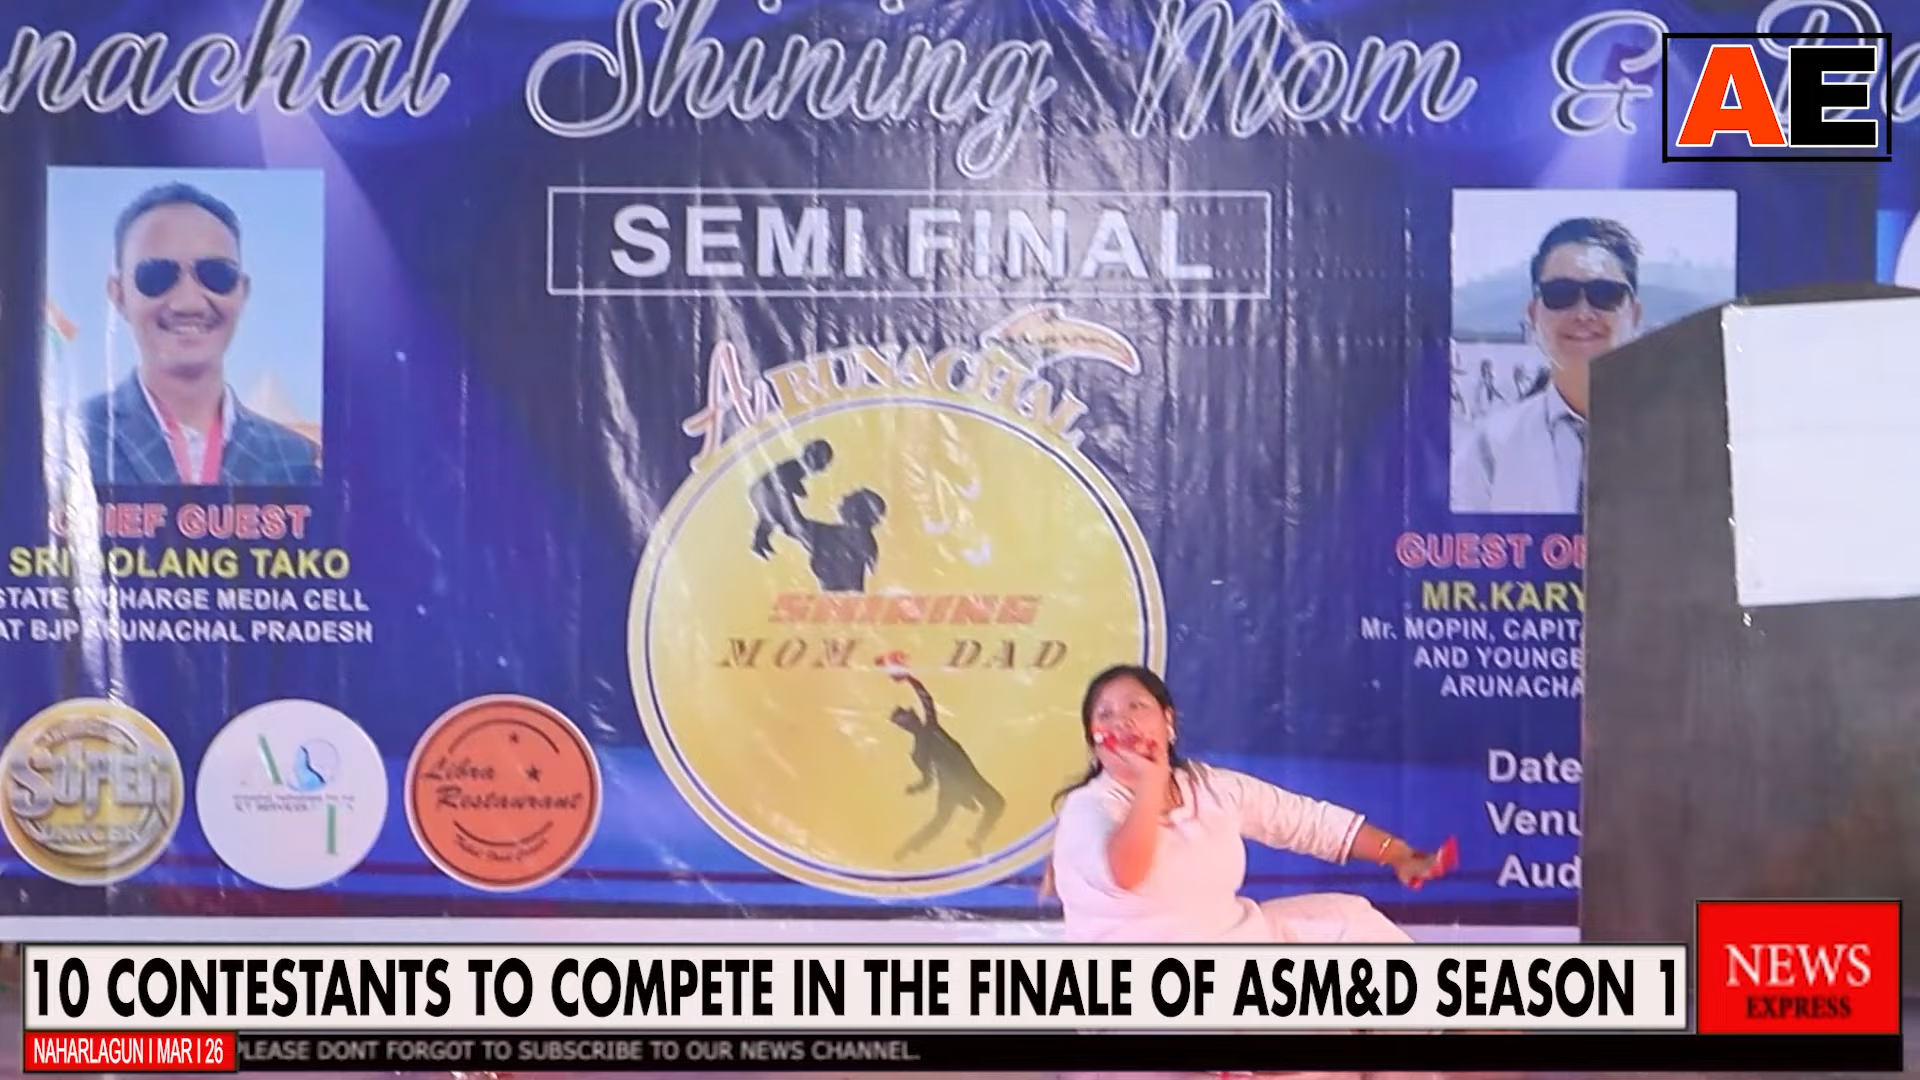 nachal Shining Mom &
AE
SEMI FINAL
ARUNACHAL
SHINING
MOM & DAD
GUEST
SRI TOLANG TAKO
STATE INCHARGE MEDIA CELL
AT BJP ARUNACHAL PRADESH
GUEST OF
MR.KARY
Mr. MOPIN, CAPIT
AND YOUNGE
ARUNACHA
SUPER
DANCER
Libra
Restaurant
Date
Venu
Aud
10 CONTESTANTS TO COMPETE IN THE FINALE OF ASM&D SEASON 1
NEWS
EXPRESS
NAHARLAGUN I MAR I 26
PLEASE DONT FORGOT TO SUBSCRIBE TO OUR NEWS CHANNEL.